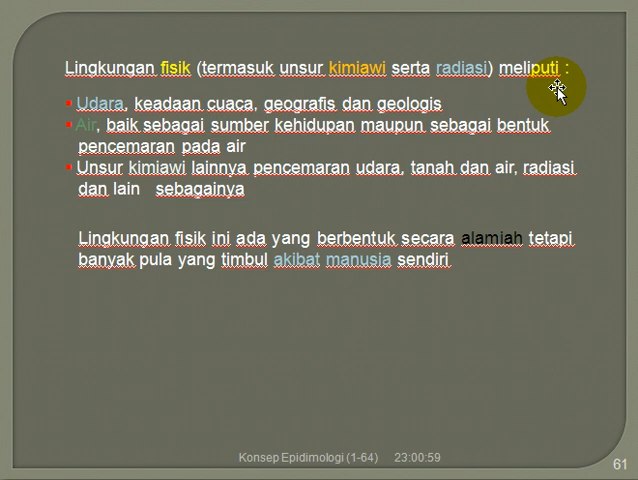 Lingkungan fisik (termasuk unsur kimiawi serta radiasi) meliputi :
Udara, keadaan cuaca, geografis dan geologis
Air, baik sebagai sumber kehidupan maupun sebagai bentuk
pencemaran pada air
Unsur kimiawi lainnya pencemaran udara, tanah dan air, radiasi
dan lain sebagainya
Lingkungan fisik ini ada yang berbentuk secara alamiah tetapi
banyak pula yang timbul akibat manusia sendiri
Konsep Epidimologi (1-64) 23:00:59
61